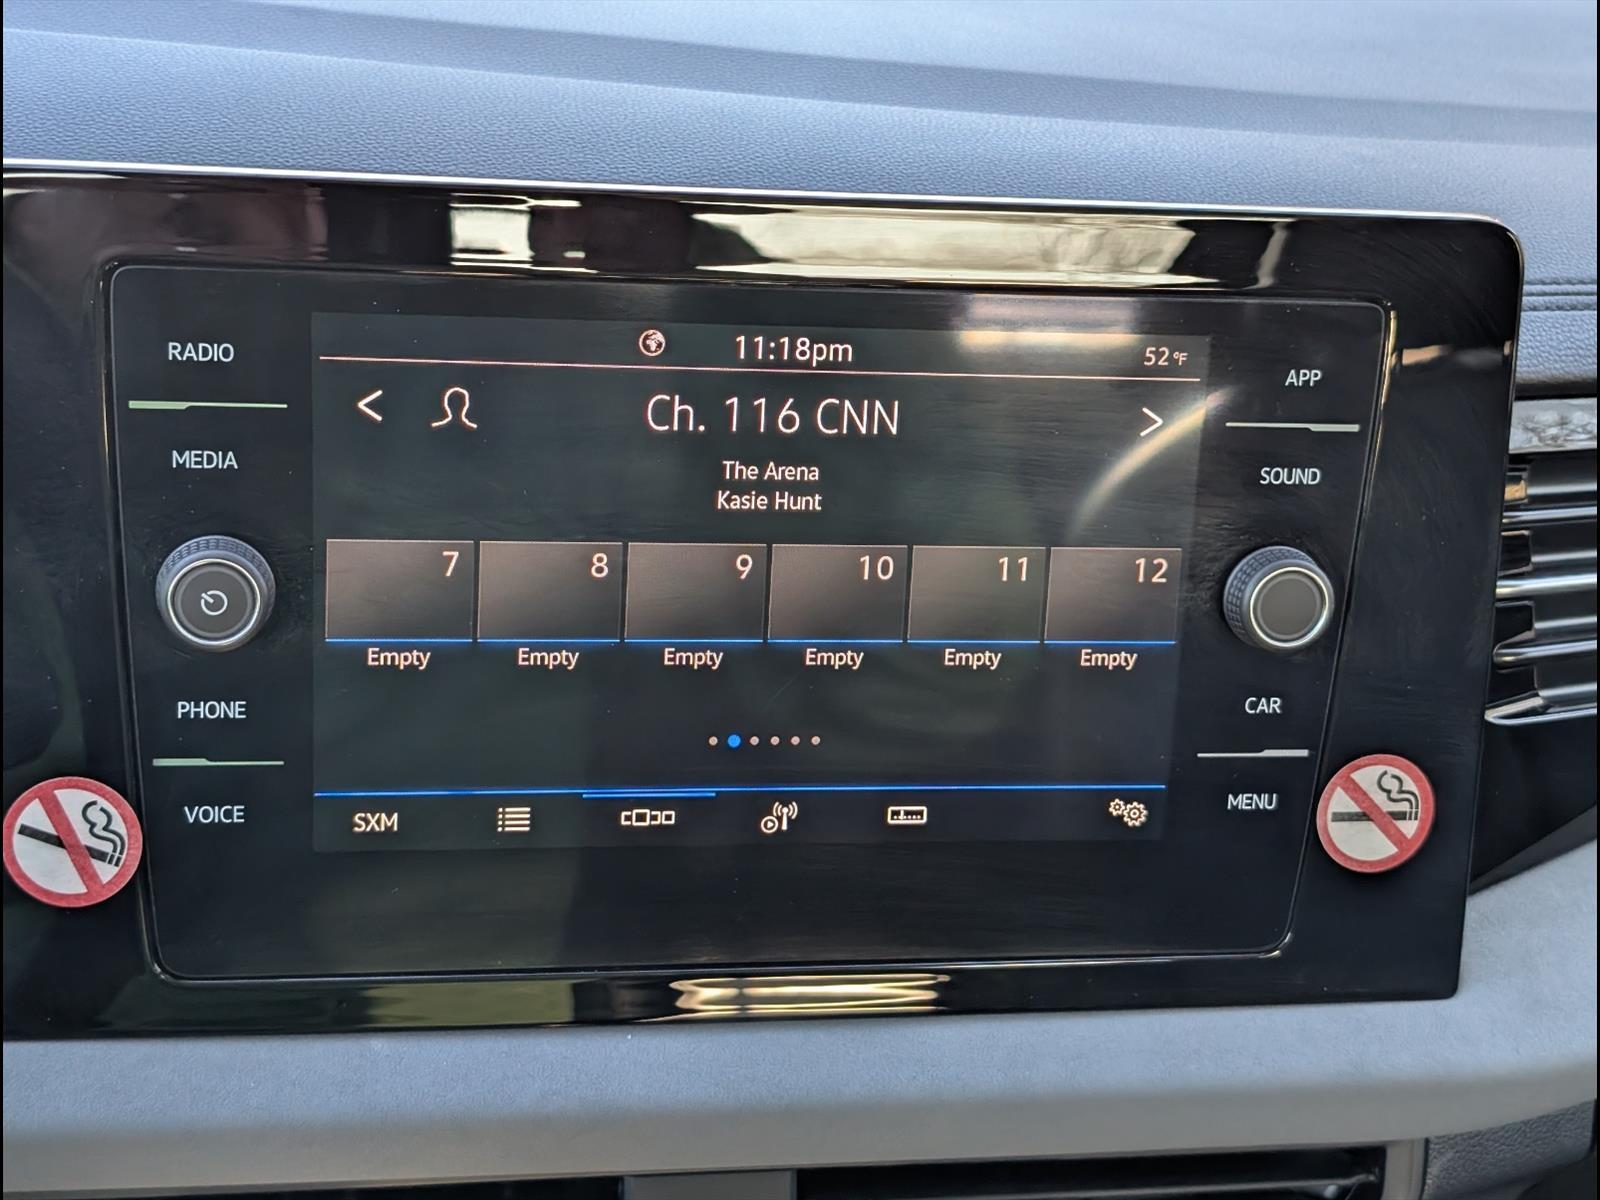 RADIO
MEDIA
PHONE
VOICE
11:18pm
52°F
< Ch. 116 CNN >
The Arena
Kasie Hunt
7 8 9 10 11 12
Empty Empty Empty Empty Empty Empty
SXM
APP
SOUND
CAR
MENU